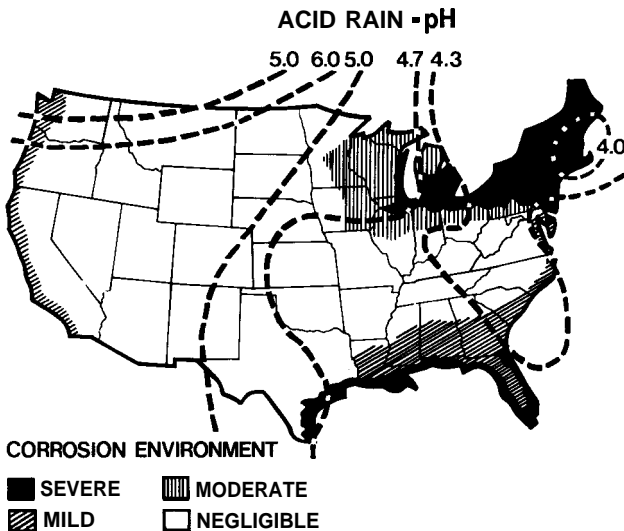 ACID RAIN - pH
5.0 6.0 5.0 4.7 4.3
4.0
CORROSION ENVIRONMENT
SEVERE MODERATE
MILD NEGLIGIBLE